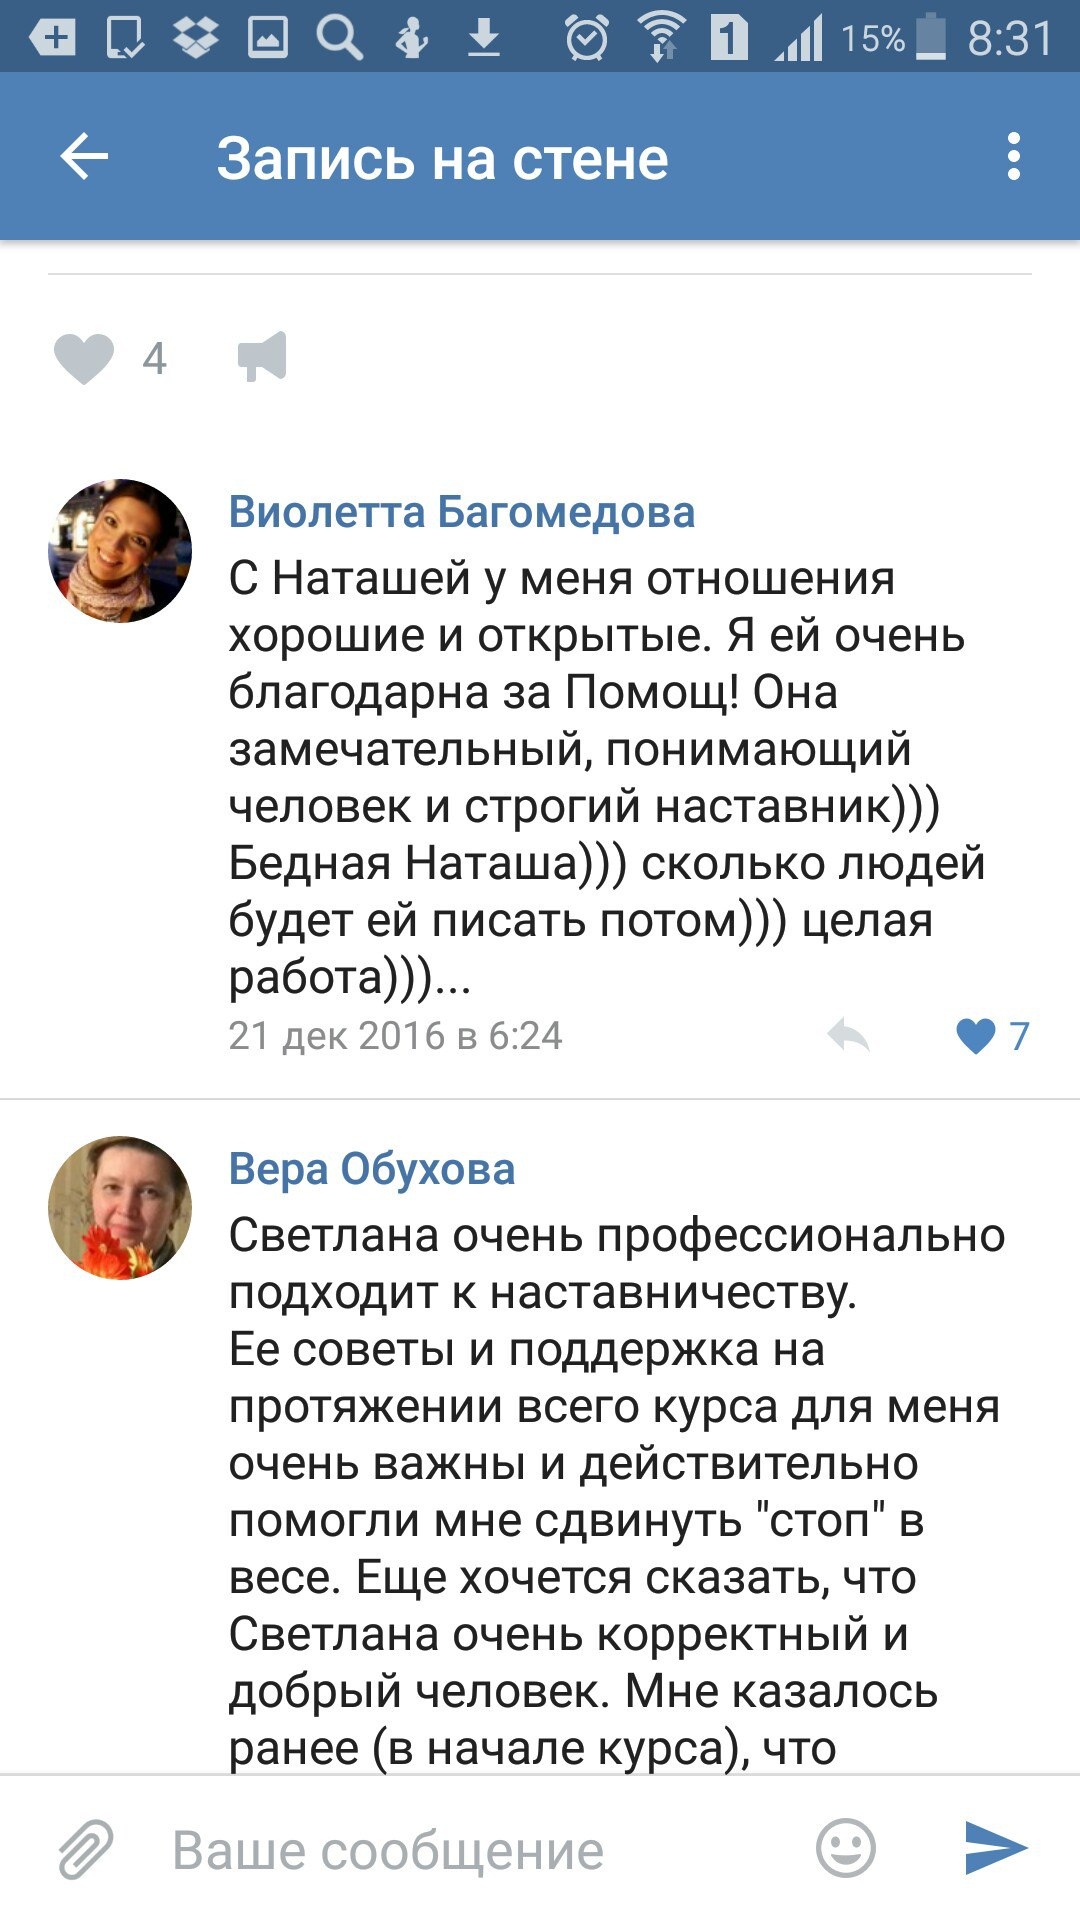 1 15% 8:31
Запись на стене
4
Виолетта Багомедова
С Наташей у меня отношения
хорошие и открытые. Я ей очень
благодарна за Помощ! Она
замечательный, понимающий
человек и строгий наставник)))
Бедная Наташа))) сколько людей
будет ей писать потом))) целая
работа)))...
21 дек 2016 в 6:24 7
Вера Обухова
Светлана очень профессионально
подходит к наставничеству.
Ее советы и поддержка на
протяжении всего курса для меня
очень важны и действительно
помогли мне сдвинуть "стоп" в
весе. Еще хочется сказать, что
Светлана очень корректный и
добрый человек. Мне казалось
ранее (в начале курса), что
Ваше сообщение